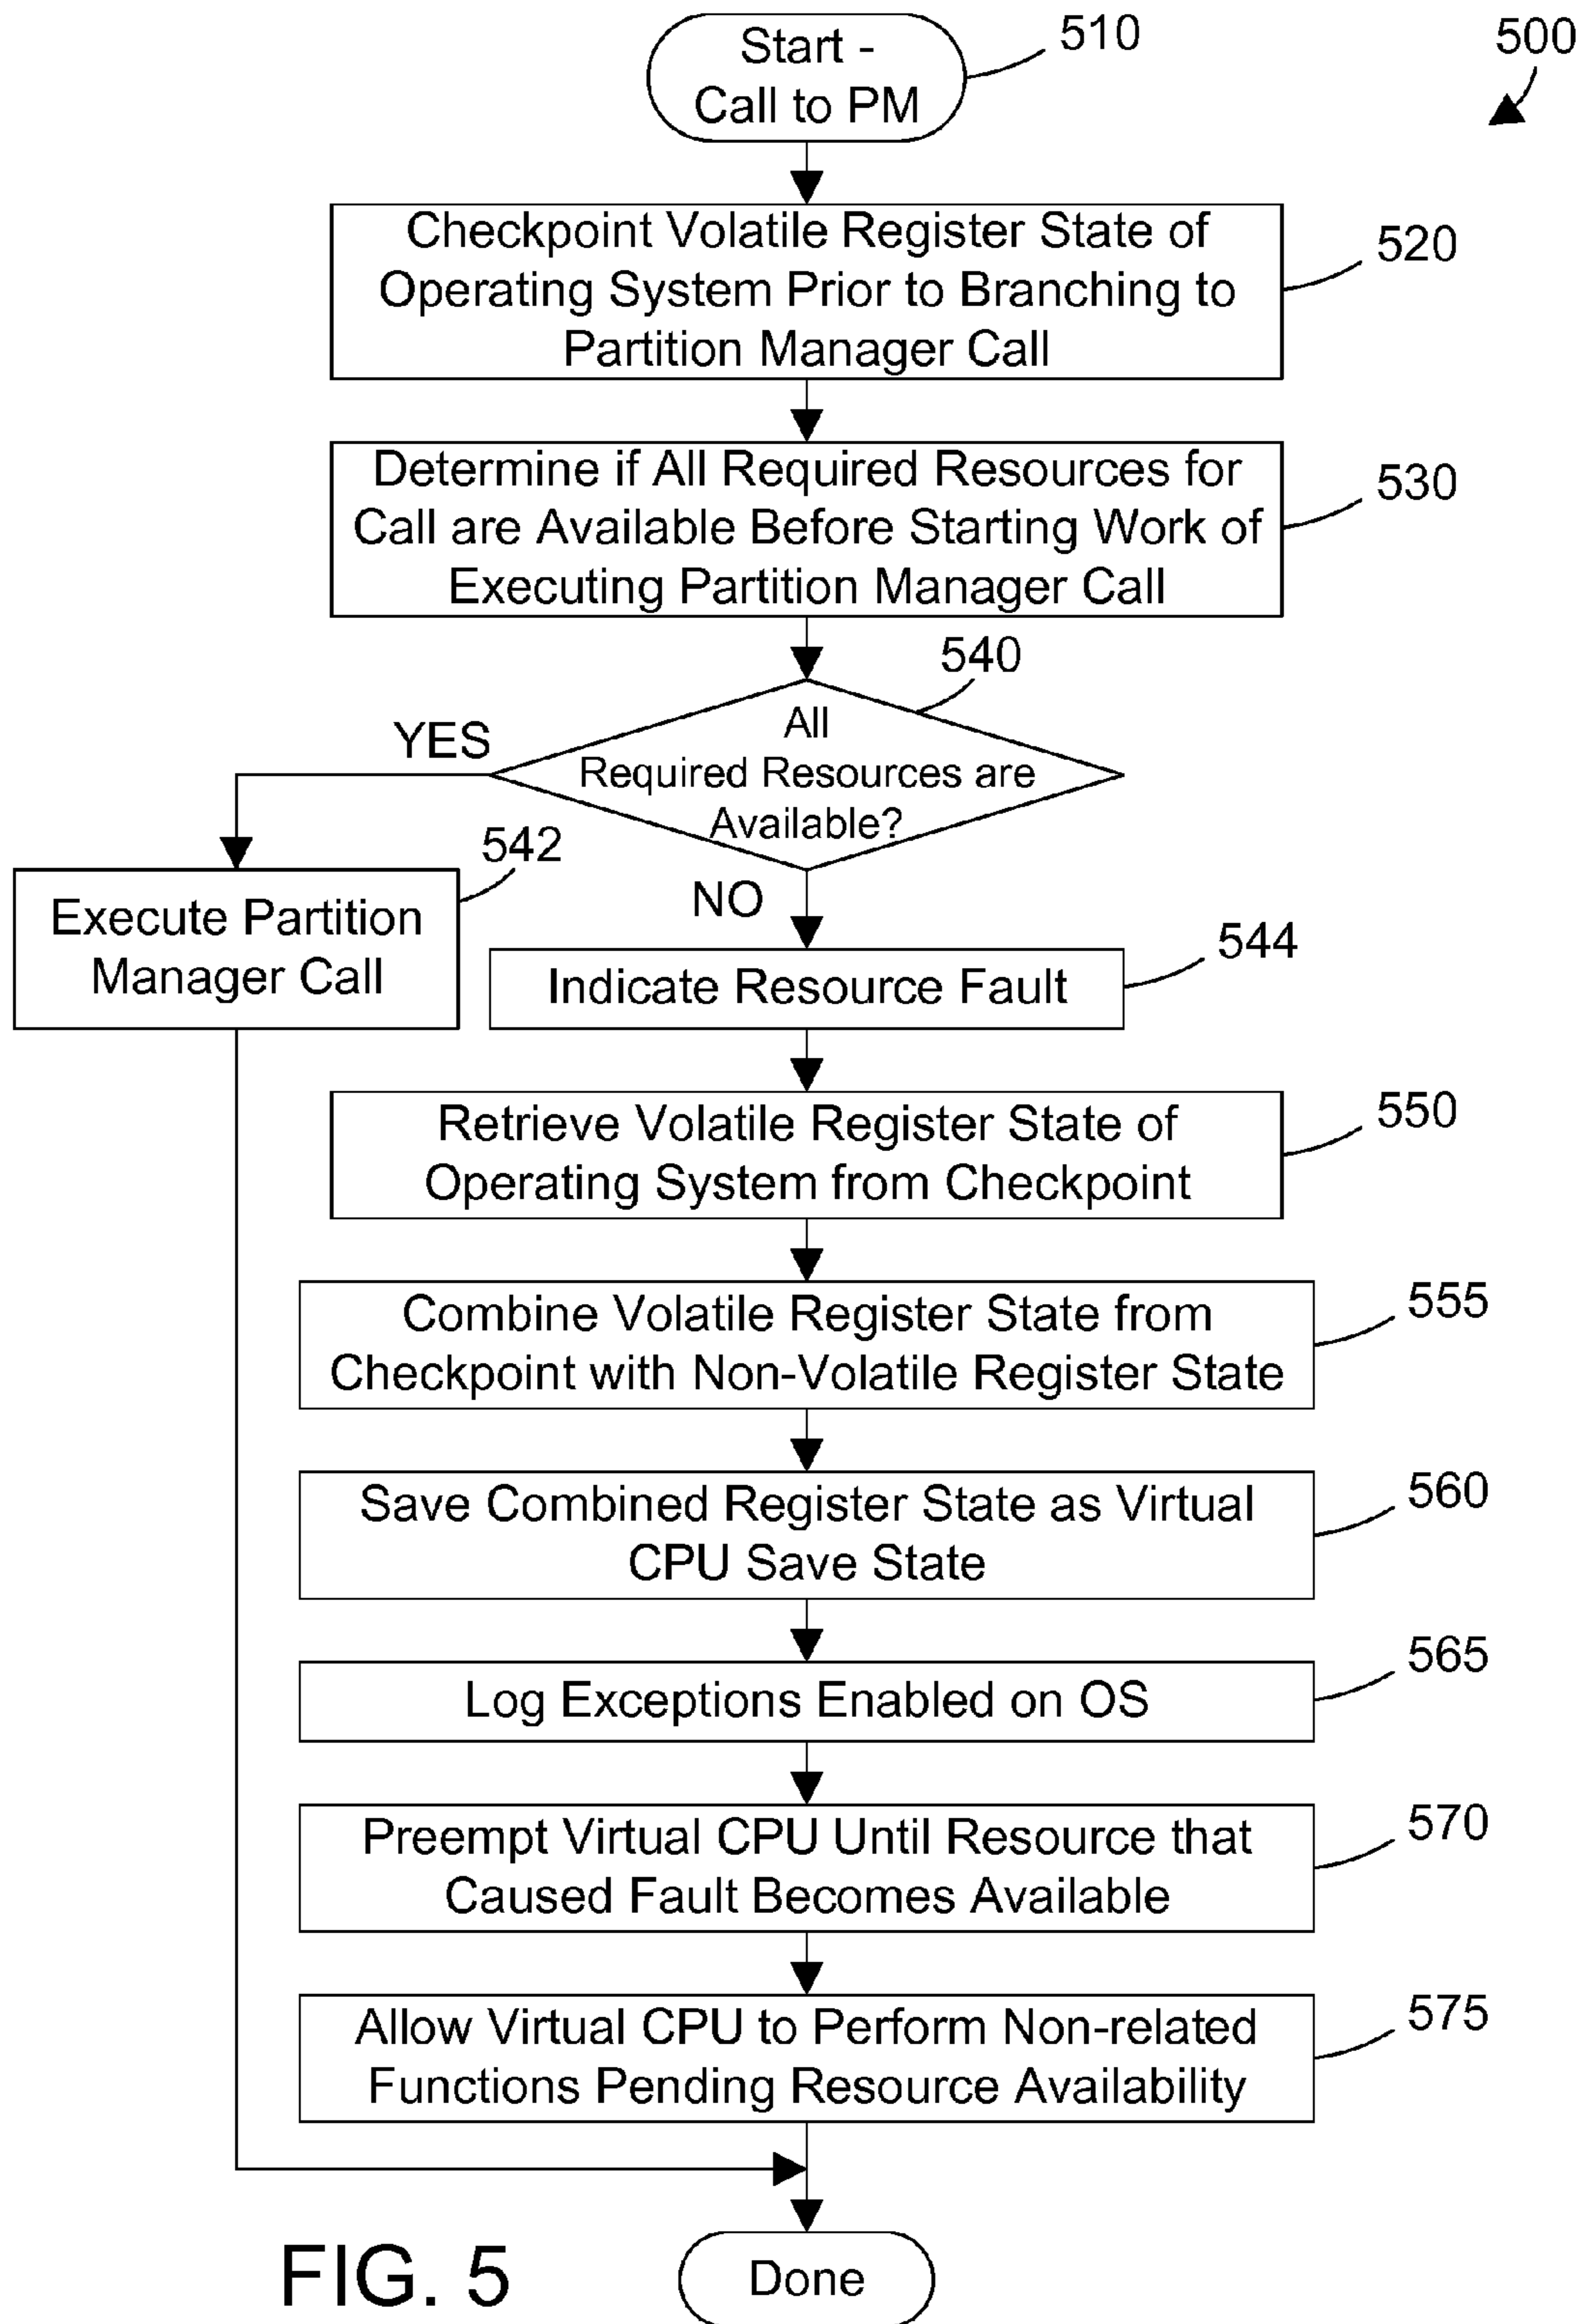 Start -
Call to PM
510
500
Checkpoint Volatile Register State of
Operating System Prior to Branching to
Partition Manager Call
520
Determine if All Required Resources for
Call are Available Before Starting Work of
Executing Partition Manager Call
530
540
All
Required Resources are
Available?
YES
542
Execute Partition
Manager Call
NO
544
Indicate Resource Fault
Retrieve Volatile Register State of
Operating System from Checkpoint
550
Combine Volatile Register State from
Checkpoint with Non-Volatile Register State
555
Save Combined Register State as Virtual
CPU Save State
560
Log Exceptions Enabled on OS
565
Preempt Virtual CPU Until Resource that
Caused Fault Becomes Available
570
Allow Virtual CPU to Perform Non-related
Functions Pending Resource Availability
575
FIG. 5
Done